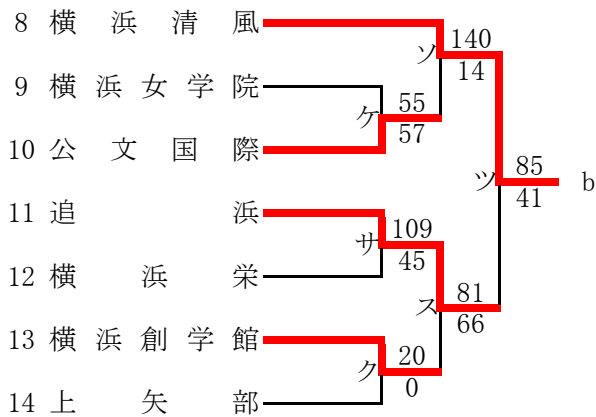 8 横浜清風
ソ 140
14
9 横浜女学院
ケ 55
57
10 公文国際
ツ 85
41
b
11 追浜
サ 109
45
12 横浜栄
ス 81
66
13 横浜創学館
ク 20
0
14 上矢部